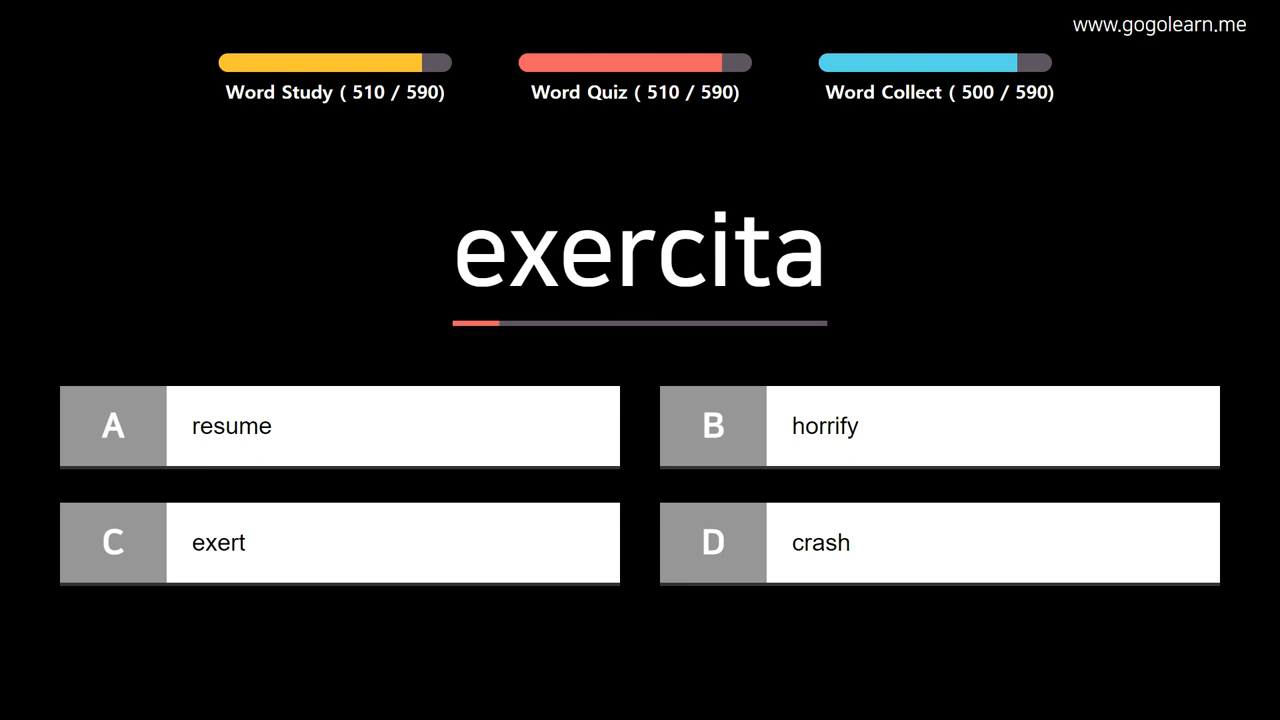 www.gogolearn.me
Word Study ( 510 / 590)
Word Quiz ( 510 / 590)
Word Collect ( 500 / 590)
exercita
A resume
B horrify
C exert
D crash